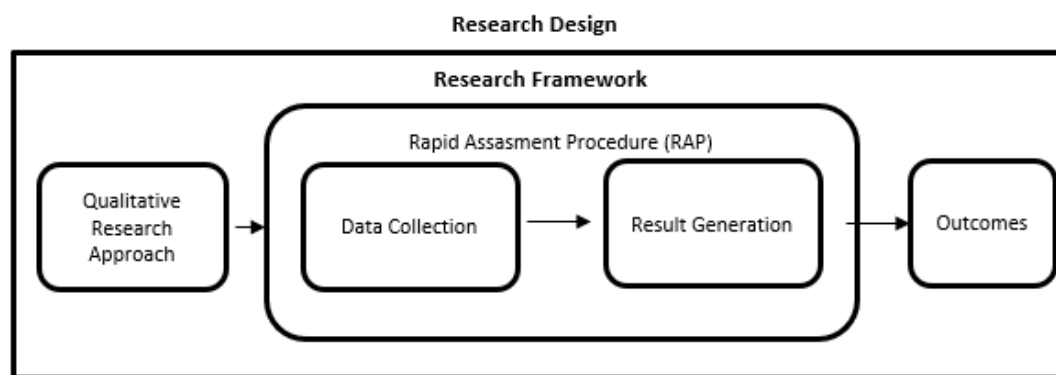 Research Design
Research Framework
Rapid Assasment Procedure (RAP)
Qualitative
Research
Approach
Data Collection
Result Generation
Outcomes